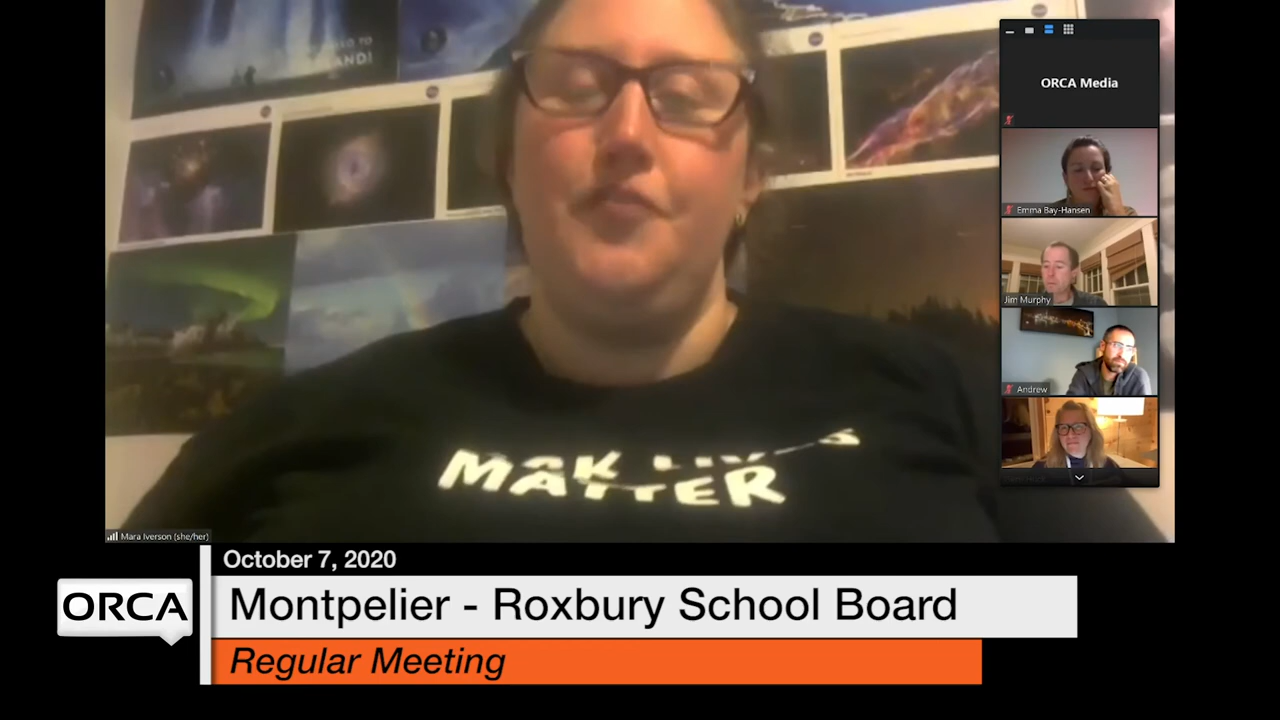 AND!
ORCA Media
Emma Bay-Hansen
Jim Murphy
Andrew
MATTER
Mara Iverson (she/her)
October 7, 2020
ORCA
Montpelier - Roxbury School Board
Regular Meeting